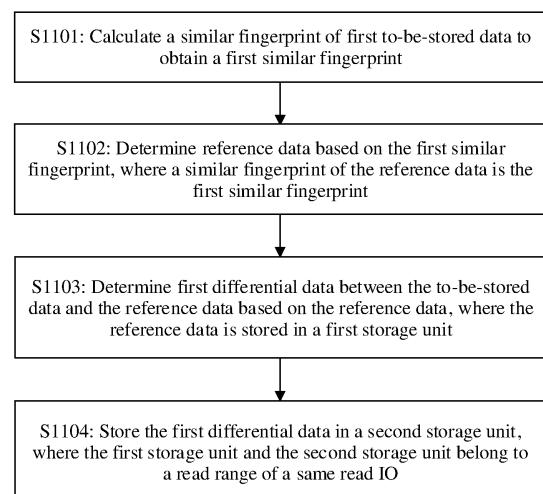 S1101: Calculate a similar fingerprint of first to-be-stored data to
obtain a first similar fingerprint
S1102: Determine reference data based on the first similar
fingerprint, where a similar fingerprint of the reference data is the
first similar fingerprint
S1103: Determine first differential data between the to-be-stored
data and the reference data based on the reference data, where the
reference data is stored in a first storage unit
S1104: Store the first differential data in a second storage unit,
where the first storage unit and the second storage unit belong to
a read range of a same read IO